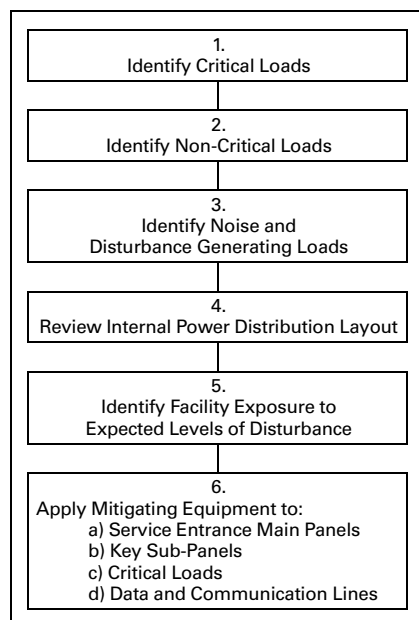 1.
Identify Critical Loads
2.
Identify Non-Critical Loads
3.
Identify Noise and
Disturbance Generating Loads
4.
Review Internal Power Distribution Layout
5.
Identify Facility Exposure to
Expected Levels of Disturbance
6.
Apply Mitigating Equipment to:
a) Service Entrance Main Panels
b) Key Sub-Panels
c) Critical Loads
d) Data and Communication Lines